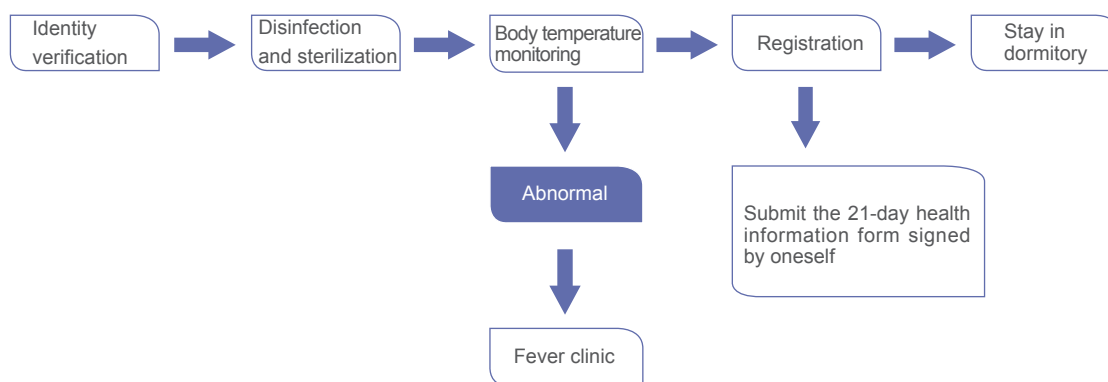 Identity
verification
Disinfection
and sterilization
Body temperature
monitoring
Registration
Stay in
dormitory
Abnormal
Submit the 21-day health
information form signed
by oneself
Fever clinic